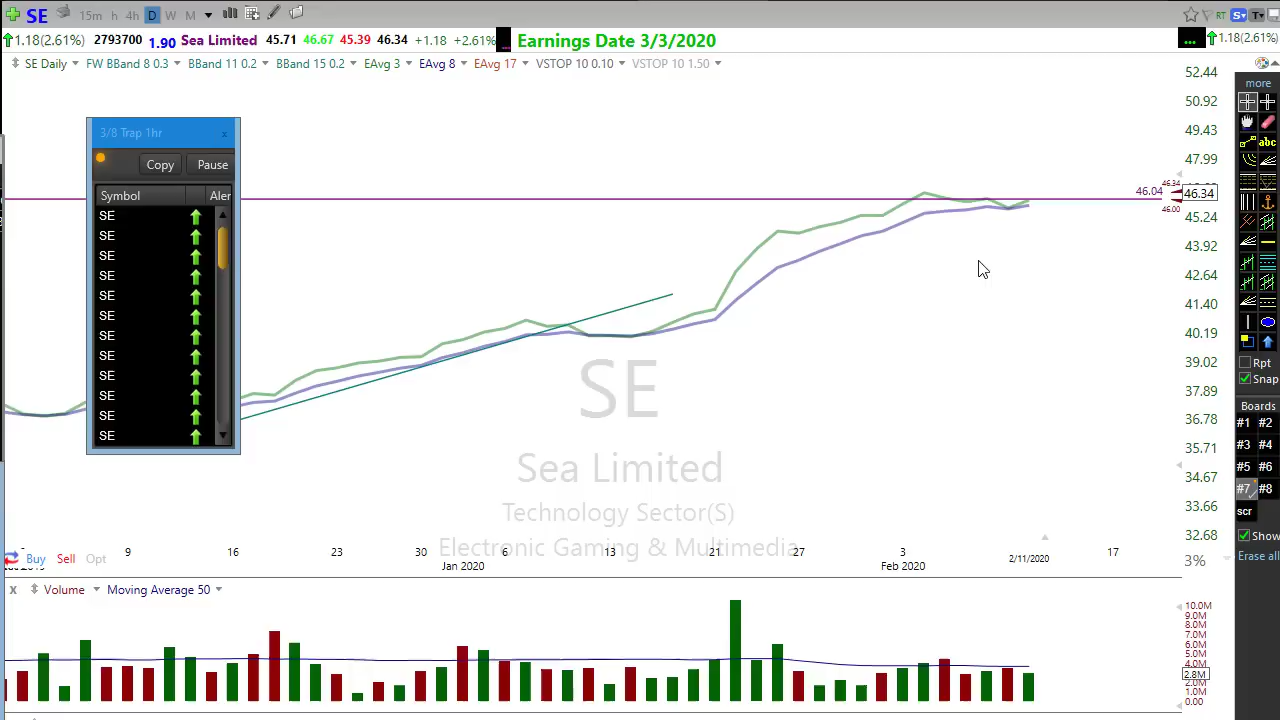 SE 15m h 4h D W M RT S T
1.18(2.61%) 2793700 1.90 Sea Limited 45.71 46.67 45.39 46.34 +1.18 +2.61% ... Earnings Date 3/3/2020 ... 1.18(2.61%)
SE Daily FW BBand 8 0.3 BBand 11 0.2 BBand 15 0.2 EAvg 3 EAvg 8 EAvg 17 VSTOP 10 0.10 VSTOP 10 1.50
3/8 Trap 1hr x
Copy Pause
Symbol Aler
SE
SE
SE
SE
SE
SE
SE
SE
SE
SE
SE
SE
SE
Sea Limited
Technology Sector(S)
Electronic Gaming & Multimedia
52.44
50.92
49.43
47.99
46.04 46.34 46.34
46.00
45.24
43.92
42.64
41.40
40.19
39.02
37.89
36.78
35.71
34.67
33.66
32.68
3%
more
abc
Rpt
Snap
Boards
#1 #2
#3 #4
#5 #6
#7 #8
scr
Show
Erase all
Buy Sell Opt
9 16 23 30 6 13 21 27 3 2/11/2020 17
Jan 2020 Feb 2020
x Volume Moving Average 50
10.0M
9.0M
8.0M
7.0M
6.0M
5.0M
4.0M
2.8M
2.0M
1.0M
0.00